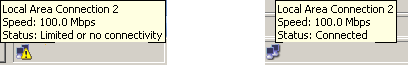 Local Area Connection 2
Speed: 100.0 Mbps
Status: Limited or no connectivity
Local Area Connection 2
Speed: 100.0 Mbps
Status: Connected